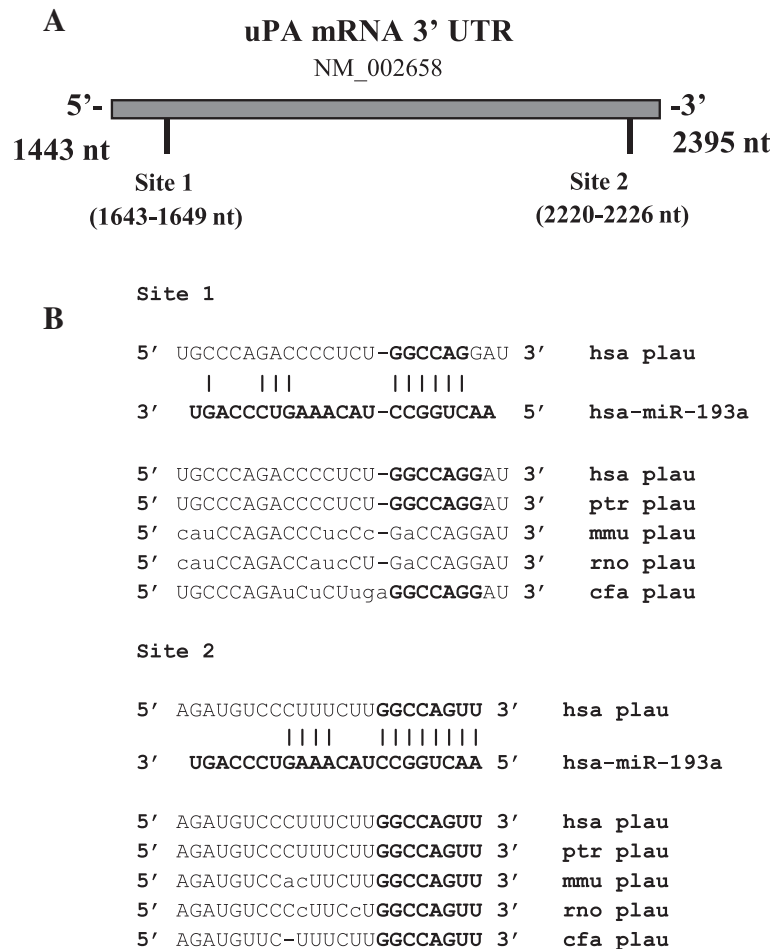 A
uPA mRNA 3’ UTR
NM_002658
5’- -3’
1443 nt 2395 nt
Site 1 Site 2
(1643-1649 nt) (2220-2226 nt)
B
Site 1
5’ UGCCCAGACCCCUCU-GGCCAGGAU 3’ hsa plau
| ||| ||||||
3’ UGACCCUGAAACAU-CCGGUCAA 5’ hsa-miR-193a
5’ UGCCCAGACCCCUCU-GGCCAGGAU 3’ hsa plau
5’ UGCCCAGACCCCUCU-GGCCAGGAU 3’ ptr plau
5’ cauCCAGACCCucCc-GaCCAGGAU 3’ mmu plau
5’ cauCCAGACCaucCU-GaCCAGGAU 3’ rno plau
5’ UGCCCAGAuCuCUugaGGCCAGGAU 3’ cfa plau
Site 2
5’ AGAUGUCCCUUUCUUGGCCAGUU 3’ hsa plau
|||| ||||||||
3’ UGACCCUGAAACAUCCGGUCAA 5’ hsa-miR-193a
5’ AGAUGUCCCUUUCUUGGCCAGUU 3’ hsa plau
5’ AGAUGUCCCUUUCUUGGCCAGUU 3’ ptr plau
5’ AGAUGUCCacUUCUUGGCCAGUU 3’ mmu plau
5’ AGAUGUCCCcUUCcUGGCCAGUU 3’ rno plau
5’ AGAUGUUC-UUUCUUGGCCAGUU 3’ cfa plau